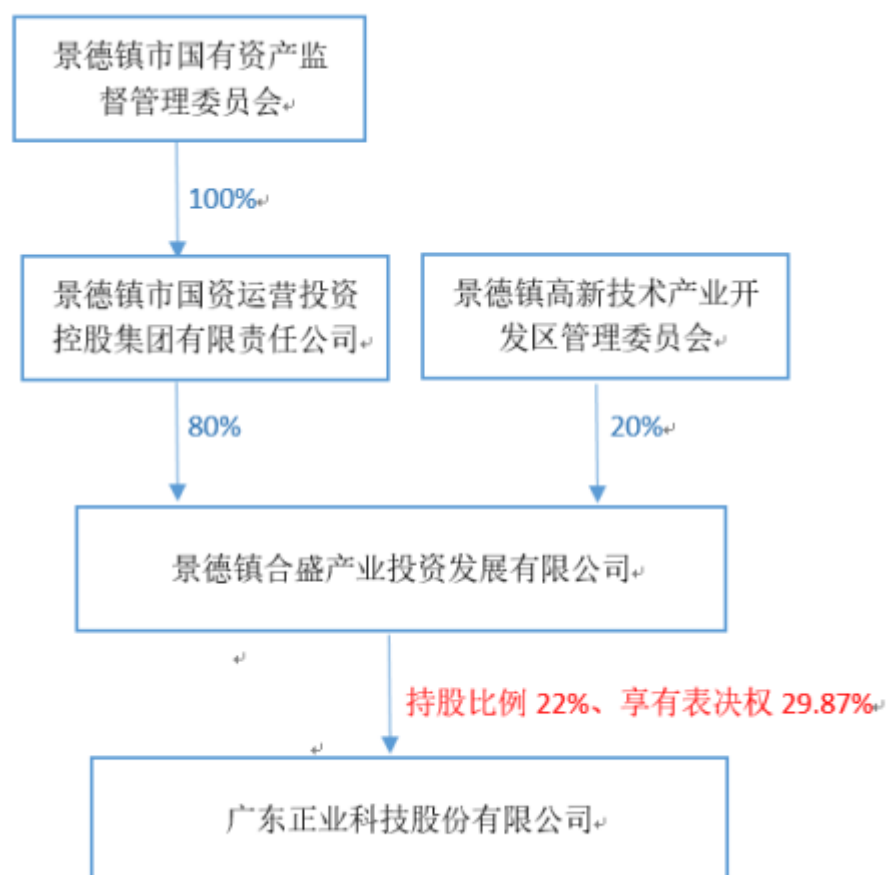 景德镇市国有资产监
督管理委员会
100%
景德镇市国资运营投资
控股集团有限责任公司
景德镇高新技术产业开
发区管理委员会
80%
20%
景德镇合盛产业投资发展有限公司
持股比例 22%、享有表决权 29.87%
广东正业科技股份有限公司